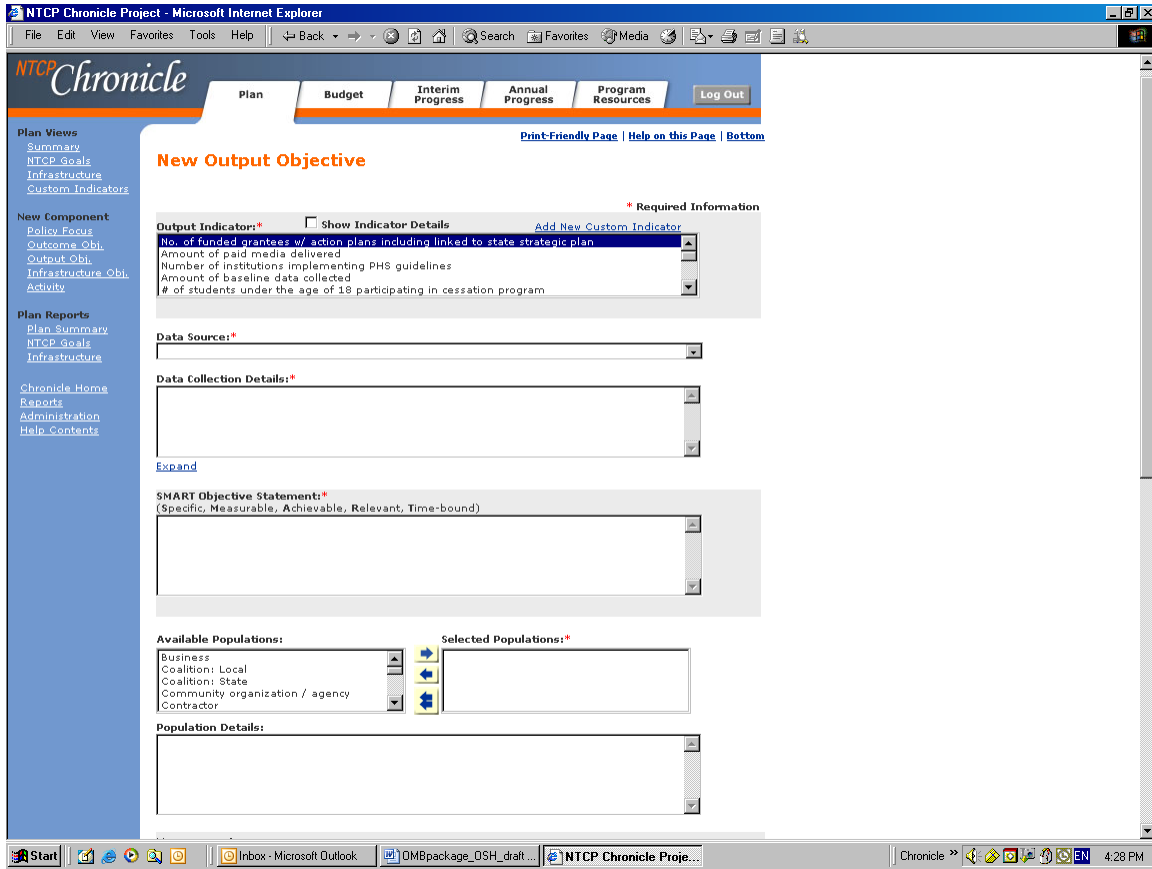 NTCP Chronicle Project - Microsoft Internet Explorer
File Edit View Favorites Tools Help Back Search Favorites Media
NTCP Chronicle
Plan Budget Interim Progress Annual Progress Program Resources Log Out
Print-Friendly Page | Help on this Page | Bottom
Plan Views
Summary
NTCP Goals
Infrastructure
Custom Indicators
New Component
Policy Focus
Outcome Obj.
Output Obj.
Infrastructure Obj.
Activity
Plan Reports
Plan Summary
NTCP Goals
Infrastructure
Chronicle Home
Reports
Administration
Help Contents
New Output Objective
* Required Information
Output Indicator:* Show Indicator Details Add New Custom Indicator
No. of funded grantees w/ action plans including linked to state strategic plan
Amount of paid media delivered
Number of institutions implementing PHS guidelines
Amount of baseline data collected
# of students under the age of 18 participating in cessation program
Data Source:*
Data Collection Details:*
Expand
SMART Objective Statement:*
(Specific, Measurable, Achievable, Relevant, Time-bound)
Available Populations: Selected Populations:*
Business
Coalition: Local
Coalition: State
Community organization / agency
Contractor
Population Details:
Start Inbox - Microsoft Outlook OMBpackage_OSH_draft ... NTCP Chronicle Proje... Chronicle » EN 4:28 PM